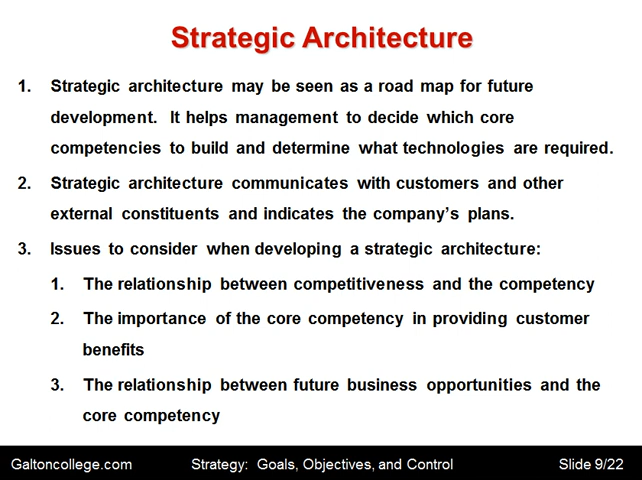 Strategic Architecture
1. Strategic architecture may be seen as a road map for future
development. It helps management to decide which core
competencies to build and determine what technologies are required.
2. Strategic architecture communicates with customers and other
external constituents and indicates the company's plans.
3. Issues to consider when developing a strategic architecture:
1. The relationship between competitiveness and the competency
2. The importance of the core competency in providing customer
benefits
3. The relationship between future business opportunities and the
core competency
Galtoncollege.com Strategy: Goals, Objectives, and Control Slide 9/22